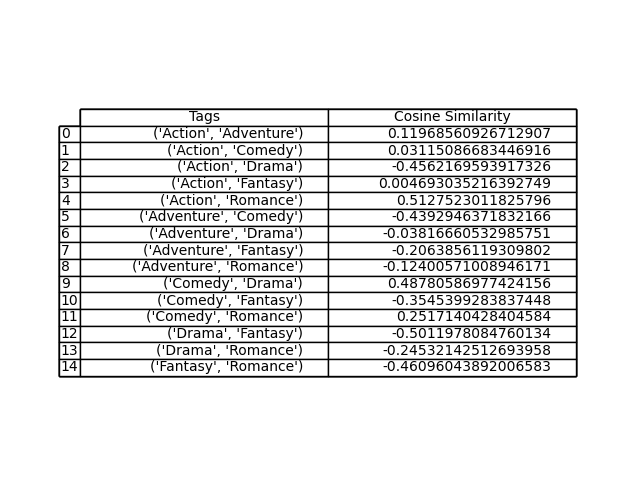 Tags Cosine Similarity
0 ('Action', 'Adventure') 0.11968560926712907
1 ('Action', 'Comedy') 0.03115086683446916
2 ('Action', 'Drama') -0.4562169593917326
3 ('Action', 'Fantasy') 0.004693035216392749
4 ('Action', 'Romance') 0.5127523011825796
5 ('Adventure', 'Comedy') -0.4392946371832166
6 ('Adventure', 'Drama') -0.03816660532985751
7 ('Adventure', 'Fantasy') -0.2063856119309802
8 ('Adventure', 'Romance') -0.12400571008946171
9 ('Comedy', 'Drama') 0.48780586977424156
10 ('Comedy', 'Fantasy') -0.3545399283837448
11 ('Comedy', 'Romance') 0.2517140428404584
12 ('Drama', 'Fantasy') -0.5011978084760134
13 ('Drama', 'Romance') -0.24532142512693958
14 ('Fantasy', 'Romance') -0.46096043892006583